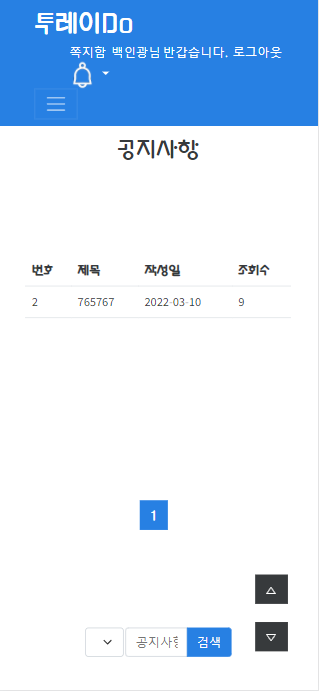 투레이Do
쪽지함 백인광님 반갑습니다. 로그아웃
공지사항
번호 제목 작성일 조회수
2 765767 2022-03-10 9
1
공지사항 검색